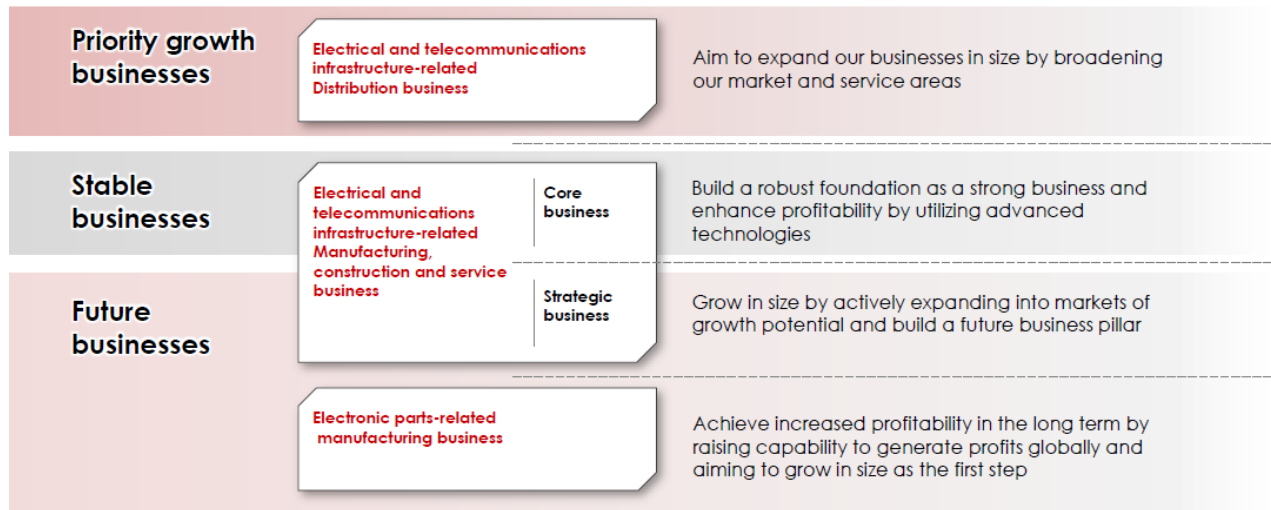 Priority growth
businesses
Electrical and telecommunications
infrastructure-related
Distribution business
Aim to expand our businesses in size by broadening
our market and service areas
Stable
businesses
Electrical and
telecommunications
infrastructure-related
Manufacturing,
construction and service
business
Core
business
Build a robust foundation as a strong business and
enhance profitability by utilizing advanced
technologies
Future
businesses
Strategic
business
Grow in size by actively expanding into markets of
growth potential and build a future business pillar
Electronic parts-related
manufacturing business
Achieve increased profitability in the long term by
raising capability to generate profits globally and
aiming to grow in size as the first step